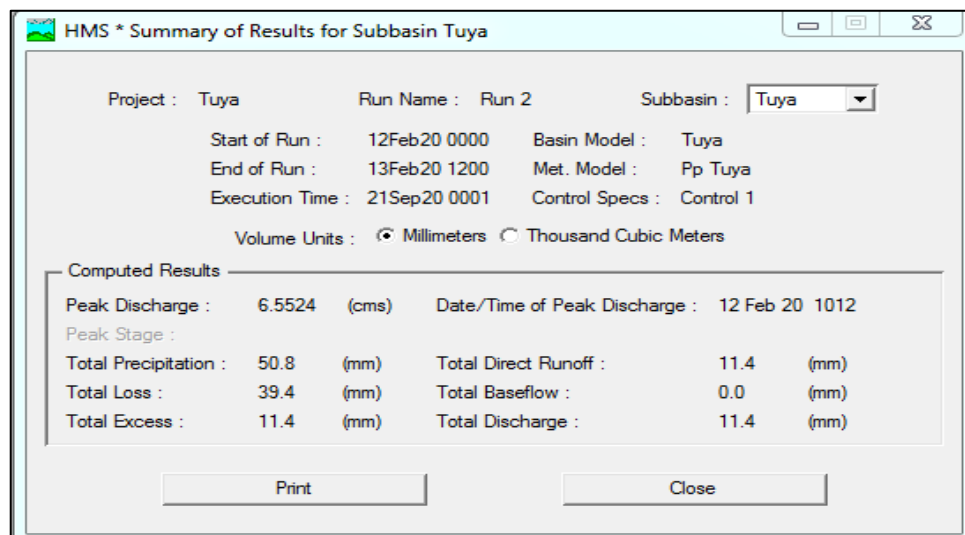 HMS * Summary of Results for Subbasin Tuya
Project : Tuya Run Name : Run 2 Subbasin : Tuya
Start of Run : 12Feb20 0000 Basin Model : Tuya
End of Run : 13Feb20 1200 Met. Model : Pp Tuya
Execution Time : 21Sep20 0001 Control Specs : Control 1
Volume Units : Millimeters Thousand Cubic Meters
Computed Results
Peak Discharge : 6.5524 (cms) Date/Time of Peak Discharge : 12 Feb 20 1012
Peak Stage :
Total Precipitation : 50.8 (mm) Total Direct Runoff : 11.4 (mm)
Total Loss : 39.4 (mm) Total Baseflow : 0.0 (mm)
Total Excess : 11.4 (mm) Total Discharge : 11.4 (mm)
Print Close